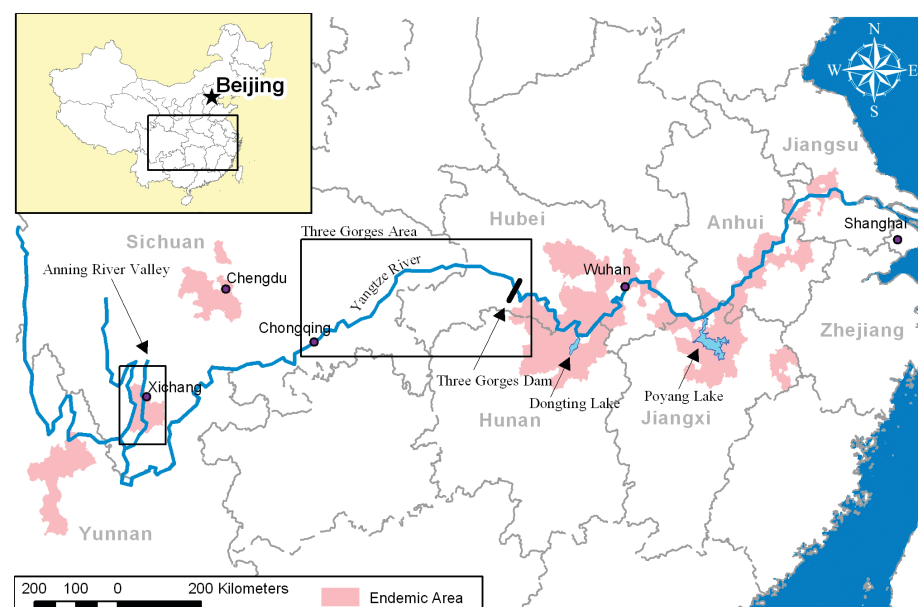 Beijing
N
W
E
S
Jiangsu
Hubei
Anhui
Shanghai
Three Gorges Area
Sichuan
Anning River Valley
Chengdu
Yangtze River
Wuhan
Chongqing
Zhejiang
Three Gorges Dam
Xichang
Dongting Lake
Poyang Lake
Hunan
Jiangxi
Yunnan
200 100 0 200 Kilometers
Endemic Area